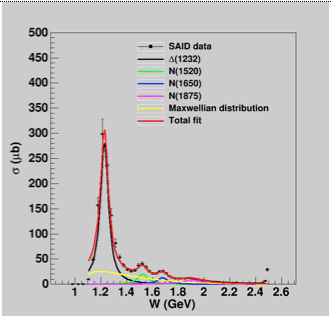 500
450
400
350
300
250
200
150
100
50
0
σ (μb)
SAID data
Δ(1232)
N(1520)
N(1650)
N(1875)
Maxwellian distribution
Total fit
1 1.2 1.4 1.6 1.8 2 2.2 2.4 2.6
W (GeV)